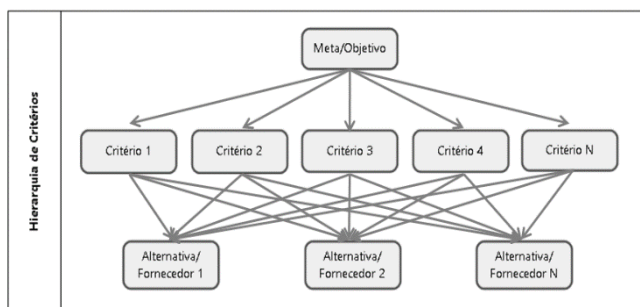 Hierarquia de Critérios
Meta/Objetivo
Critério 1
Critério 2
Critério 3
Critério 4
Critério N
Alternativa/
Fornecedor 1
Alternativa/
Fornecedor 2
Alternativa/
Fornecedor N